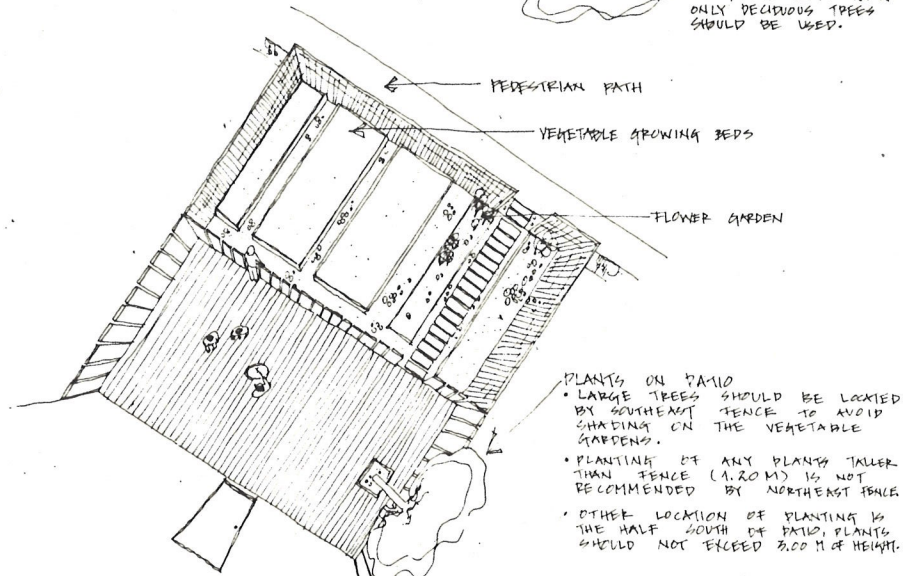 ONLY DECIDUOUS TREES
SHOULD BE USED.
PEDESTRIAN PATH
VEGETABLE GROWING BEDS
FLOWER GARDEN
PLANTS ON PATIO
• LARGE TREES SHOULD BE LOCATED
BY SOUTHEAST FENCE TO AVOID
SHADING ON THE VEGETABLE
GARDENS.
• PLANTING OF ANY PLANTS TALLER
THAN FENCE (1.20 M) IS NOT
RECOMMENDED BY NORTHEAST FENCE
• OTHER LOCATION OF PLANTING IS
THE HALF SOUTH OF PATIO, PLANTS
SHOULD NOT EXCEED 3.00 M OF HEIGHT.